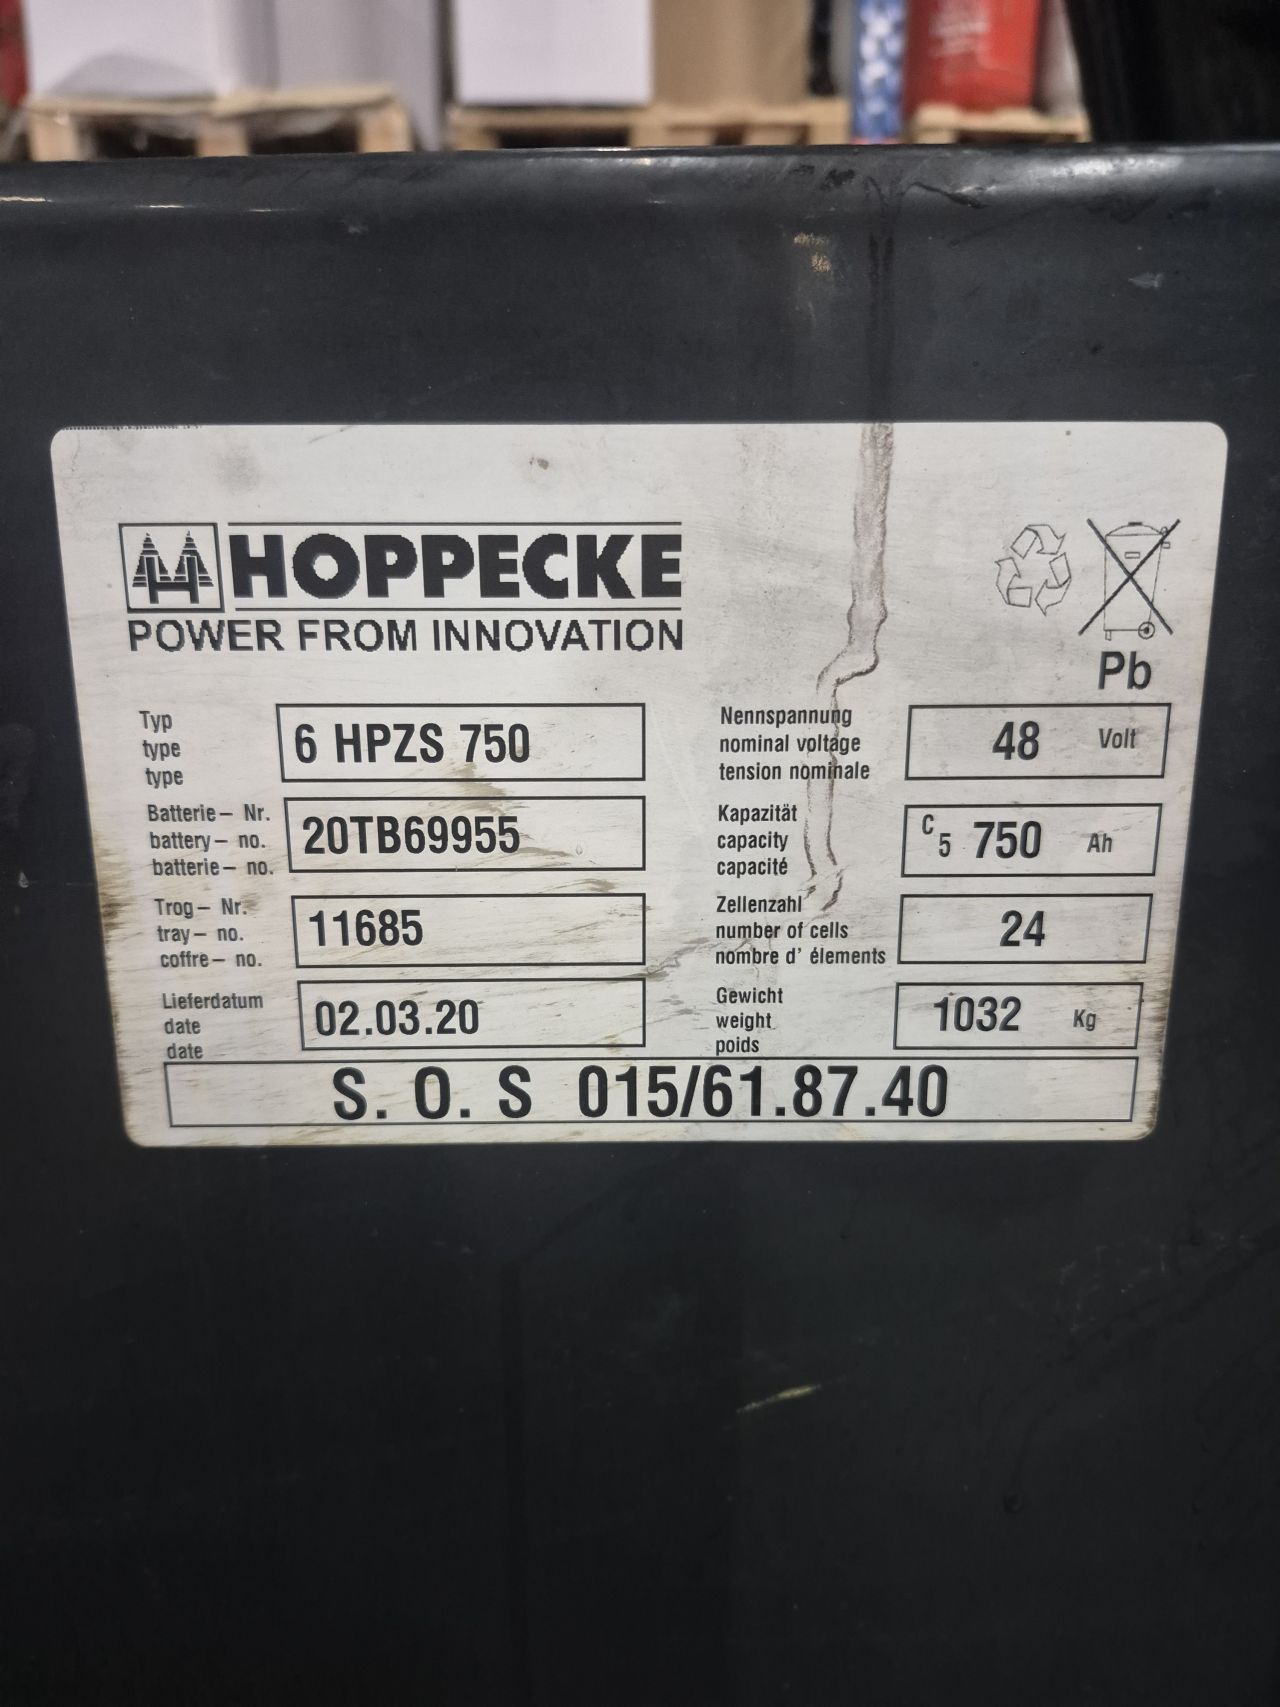 HOPPECKE
POWER FROM INNOVATION
Pb
Typ
type
type
6 HPZS 750
Batterie- Nr.
battery- no.
batterie- no.
20TB69955
Trog- Nr.
tray- no.
coffre- no.
11685
Lieferdatum
date
date
02.03.20
Nennspannung
nominal voltage
tension nominale
48 Volt
Kapazität
capacity
capacité
C5 750 Ah
Zellenzahl
number of cells
nombre d' élements
24
Gewicht
weight
poids
1032 Kg
S. O. S 015/61.87.40